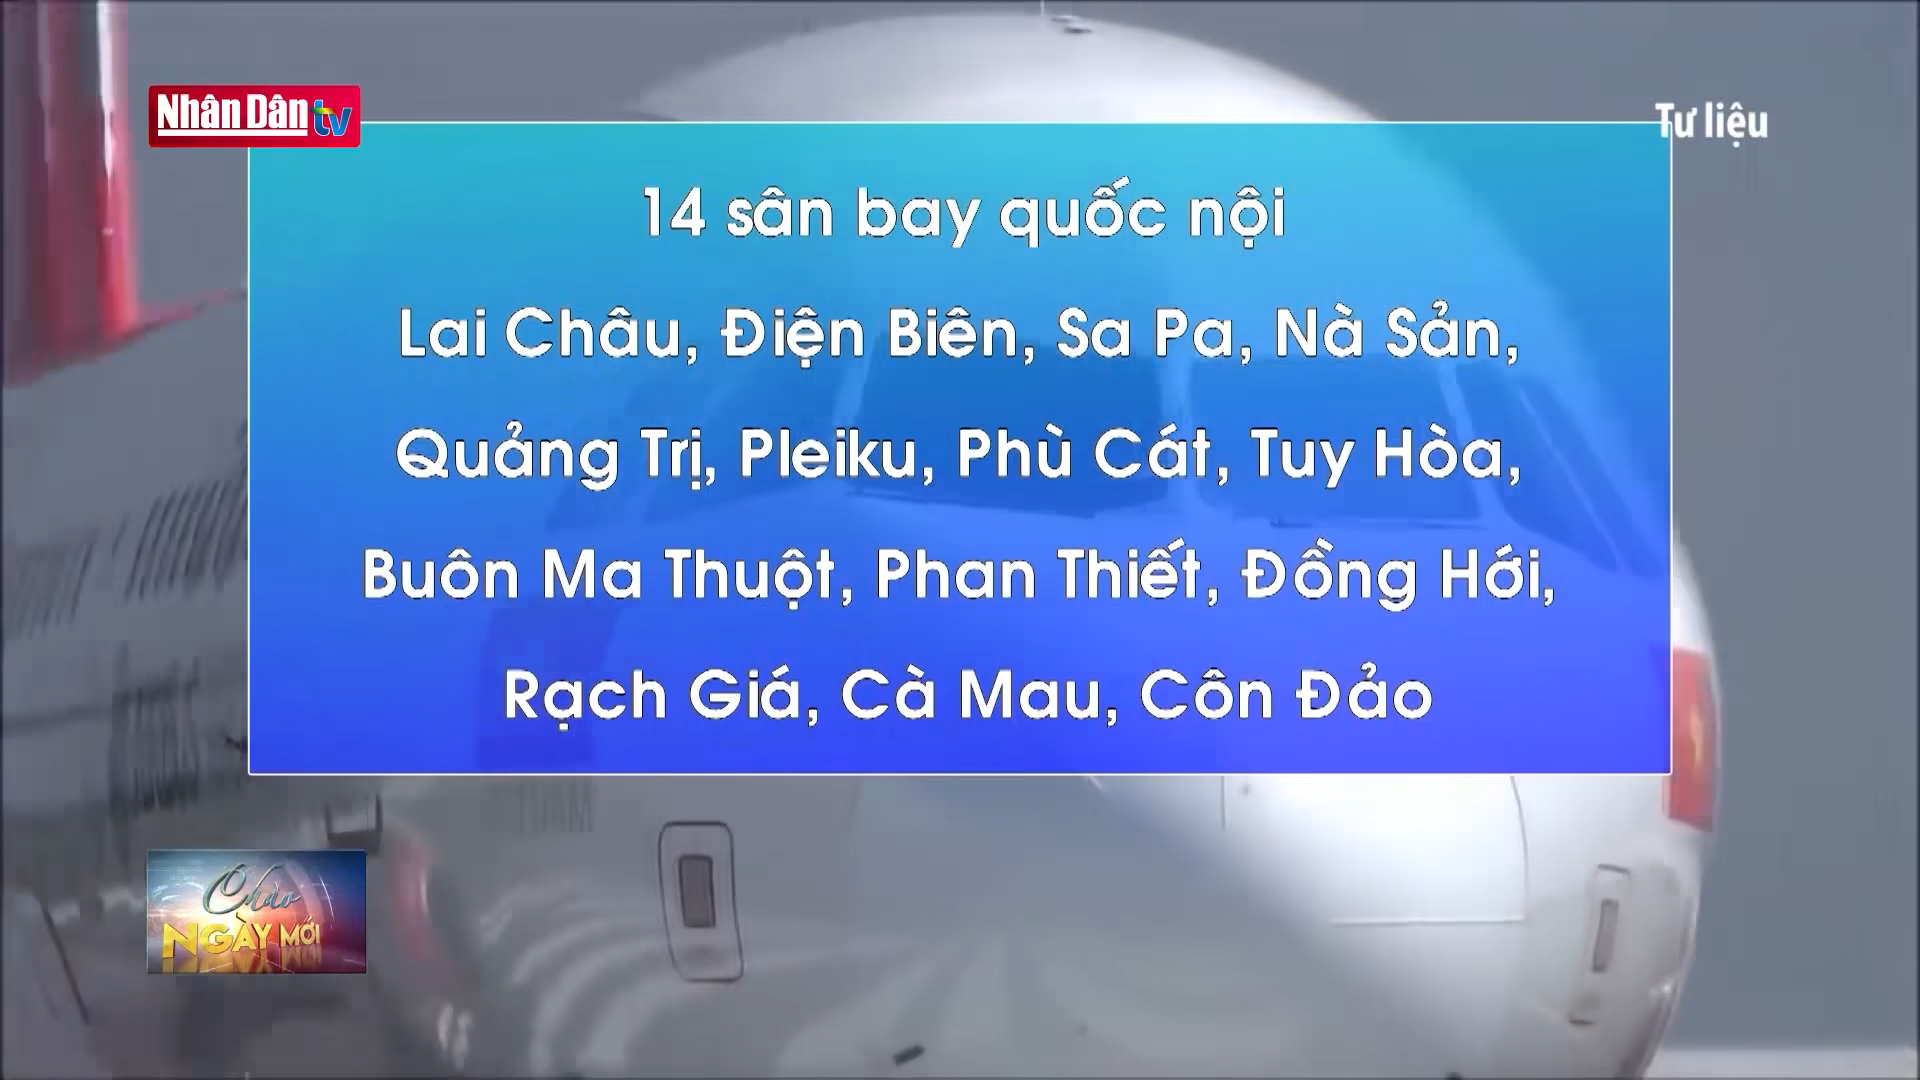 Nhân Dân tv
Tư liệu
14 sân bay quốc nội
Lai Châu, Điện Biên, Sa Pa, Nà Sản,
Quảng Trị, Pleiku, Phù Cát, Tuy Hòa,
Buôn Ma Thuột, Phan Thiết, Đồng Hới,
Rạch Giá, Cà Mau, Côn Đảo
Chào
NGÀY MỚI